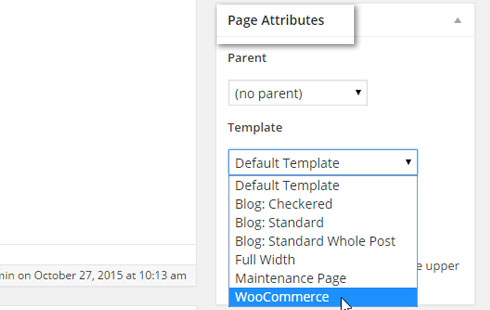 Page Attributes
Parent
(no parent)
Template
Default Template
Default Template
Blog: Checkered
Blog: Standard
Blog: Standard Whole Post
Full Width
Maintenance Page
WooCommerce
upper
on October 27, 2015 at 10:13 am